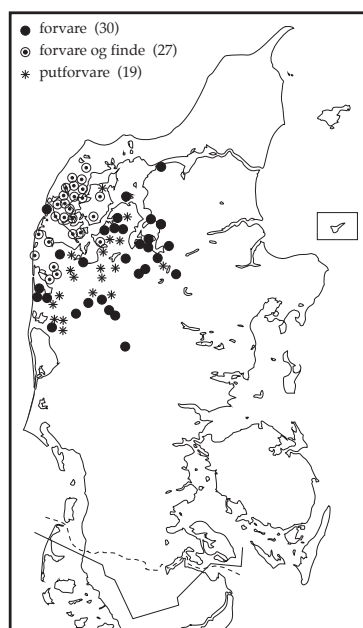 forvare (30)
forvare og finde (27)
putforvare (19)